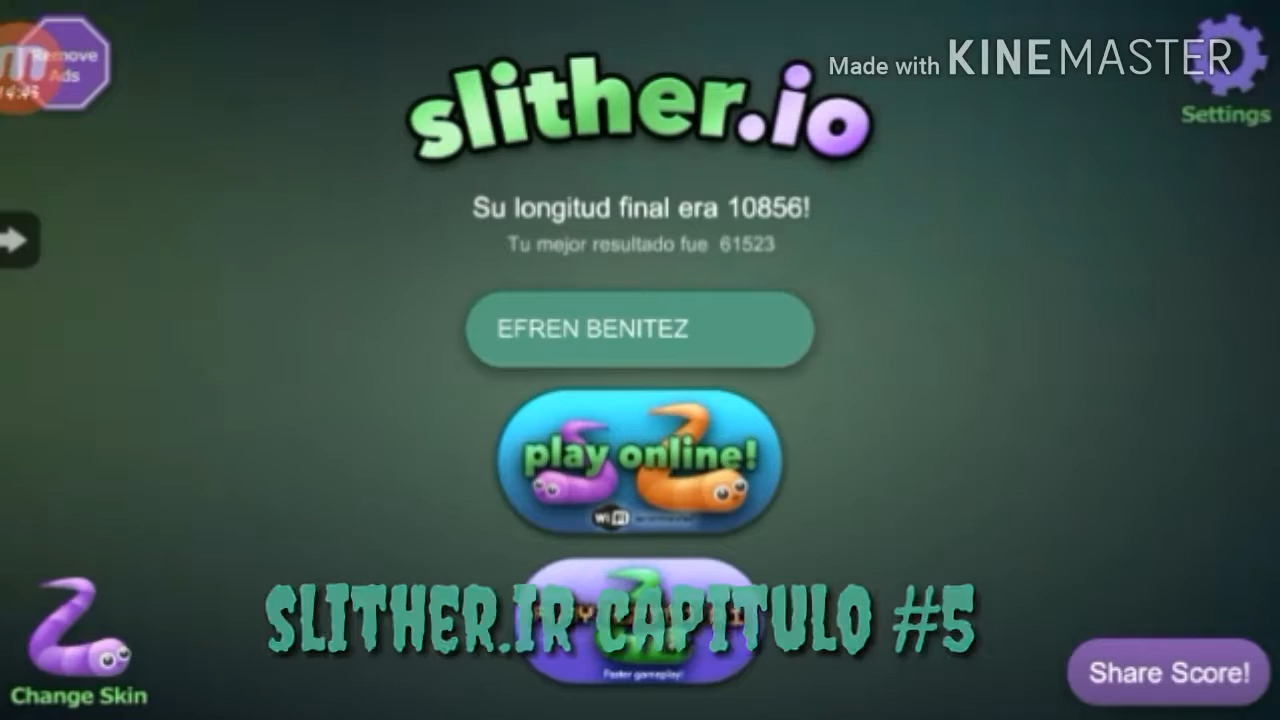 Remove
Ads
Made with KINEMASTER
slither.io
Settings
Su longitud final era 10856!
Tu mejor resultado fue 61523
EFREN BENITEZ
play online!
WiFi
SLITHER.IR CAPITULO #5
Faster gameplay!
Change Skin
Share Score!